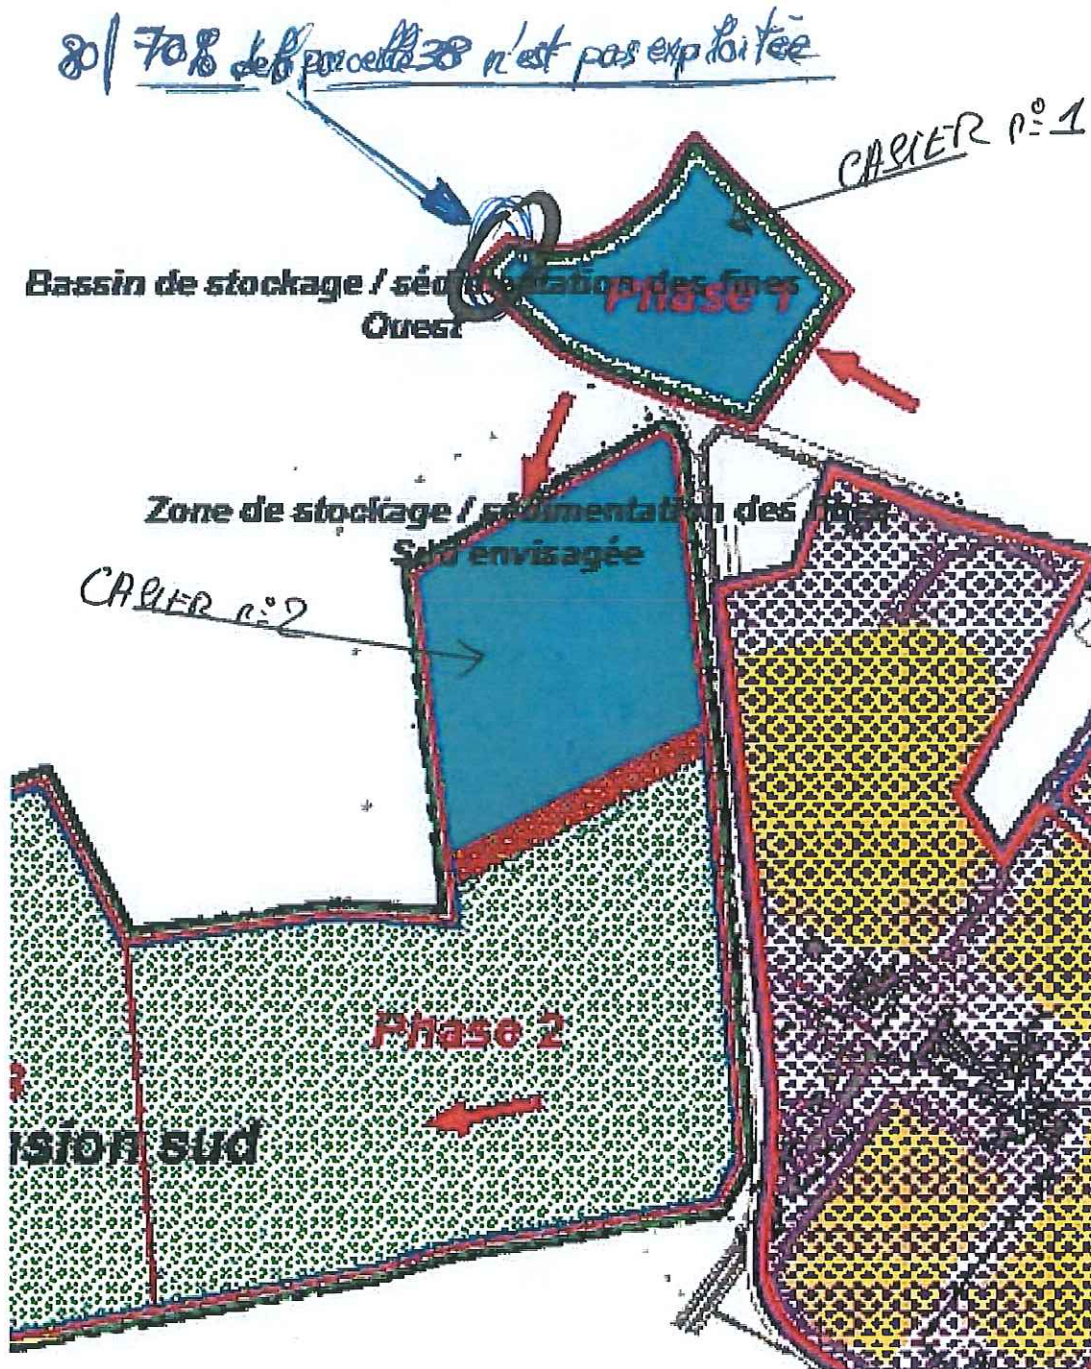 80/ 70% de la parcelle 38 n'est pas exploitée
CASIER n° 1
Bassin de stockage / sédimentation des fines
Ouest
Phase 1
Zone de stockage / sédimentation des fines
Sud envisagée
CASIER n° 2
Phase 2
sion sud